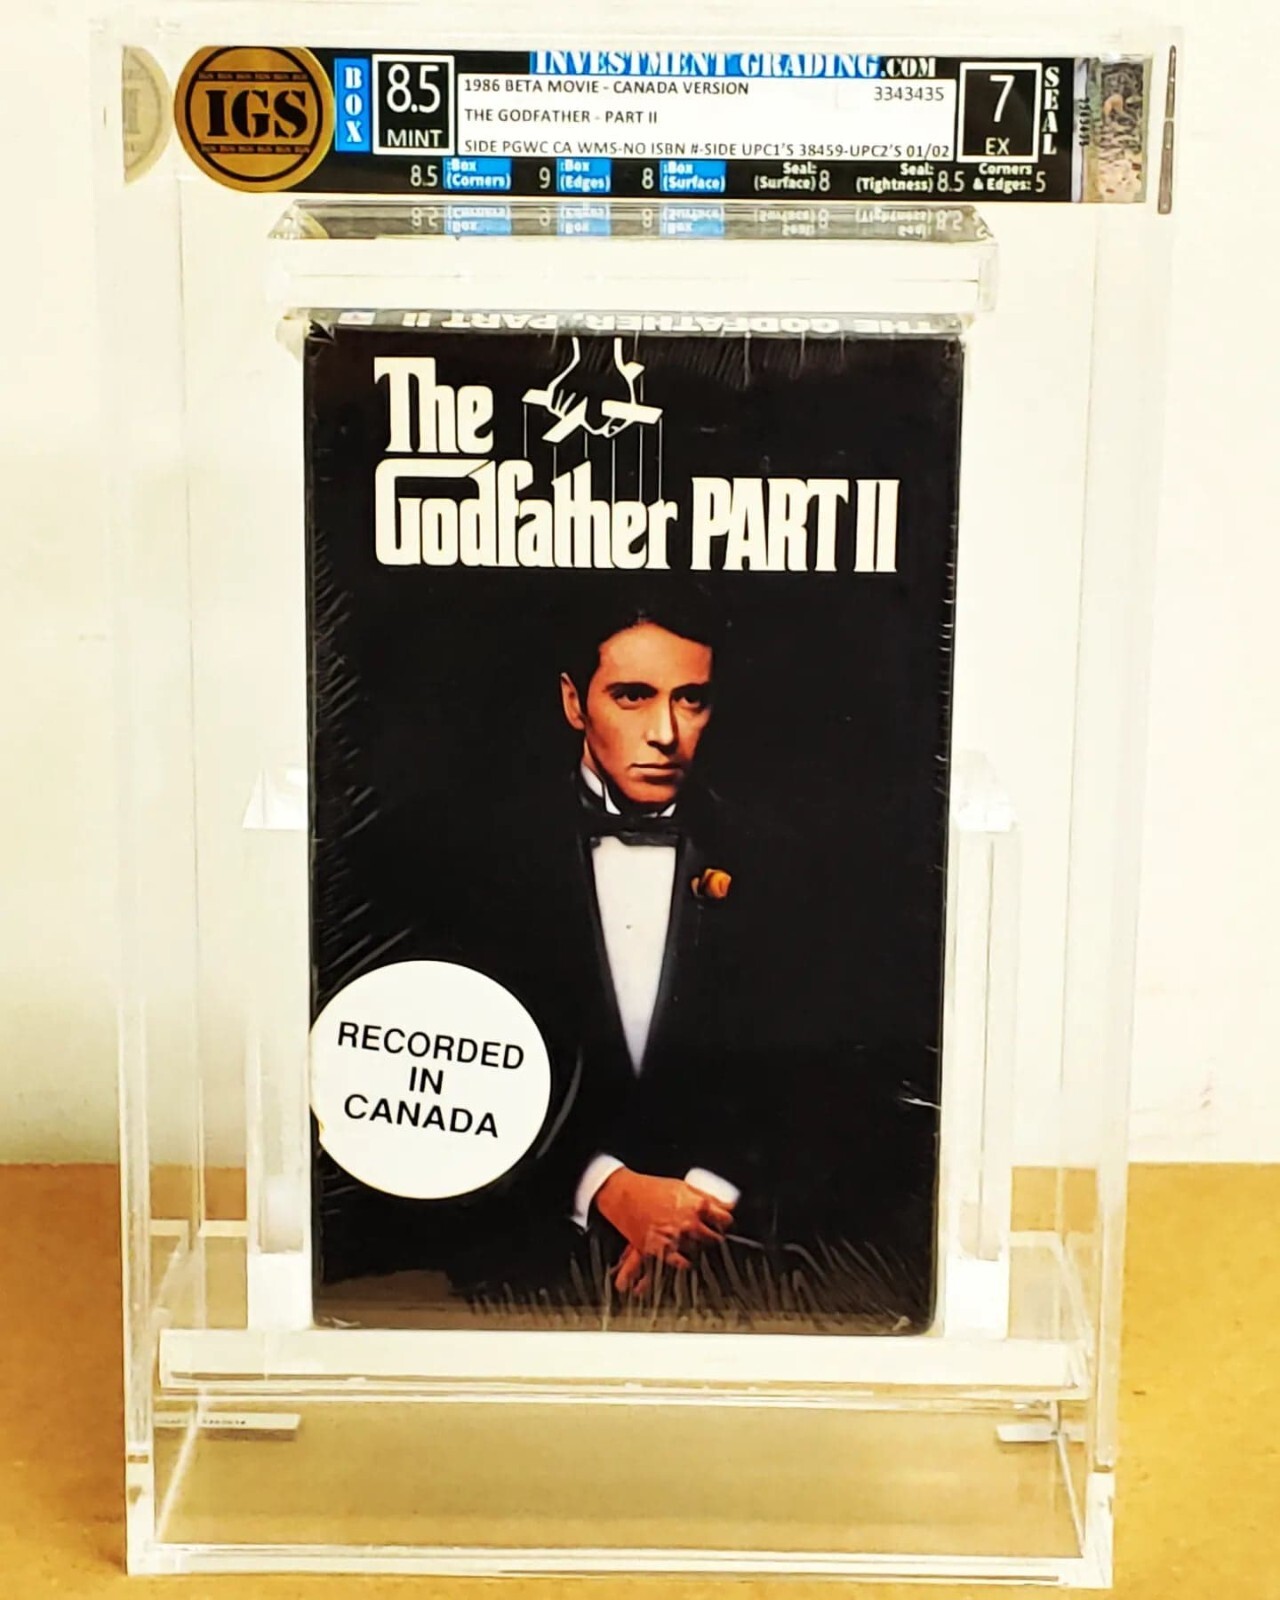 INVESTMENT GRADING.COM
IGS
BOX
8.5
MINT
1986 BETA MOVIE - CANADA VERSION
3343435
THE GODFATHER - PART II
SIDE PGWC CA WMS-NO ISBN #-SIDE UPC1'S 38459-UPC2'S 01/02
7
EX
SEAL
8.5 :Box (Corners)
9 :Box (Edges)
8 :Box (Surface)
Seal: (Surface) 8
Seal: (Tightness) 8.5
Corners & Edges: 5
THE GODFATHER, PART II
The
Godfather PART II
RECORDED
IN
CANADA